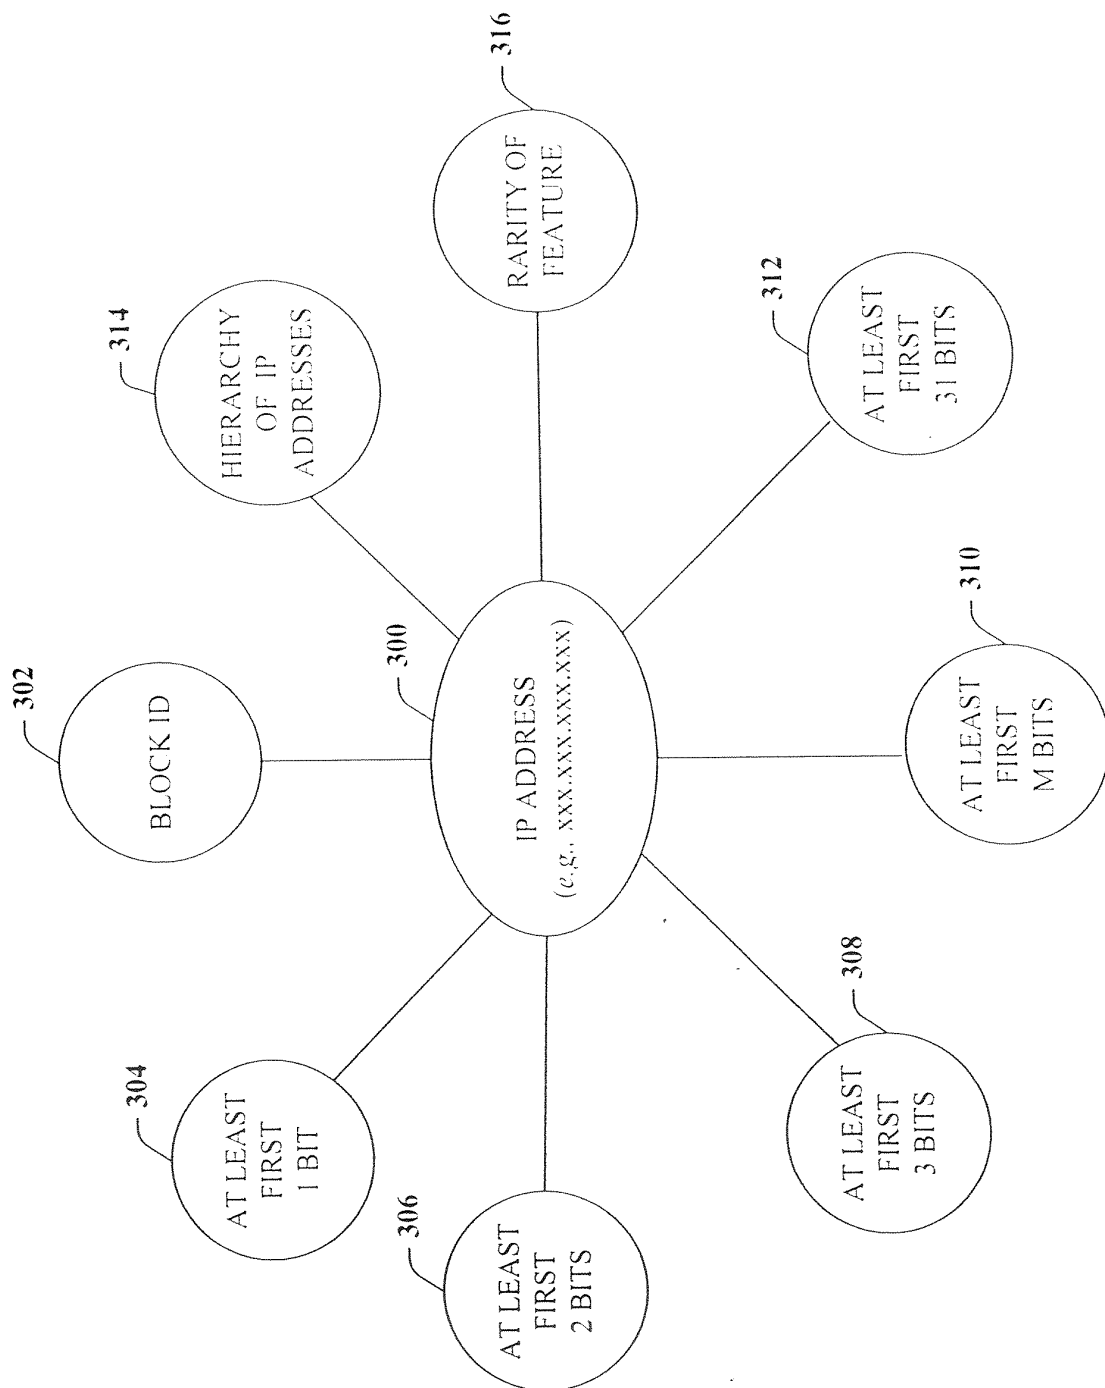 302
BLOCK ID
304
AT LEAST
FIRST
1 BIT
314
HIERARCHY
OF IP
ADDRESSES
300
IP ADDRESS
(e.g., xxx.xxx.xxx.xxx.xxx)
306
AT LEAST
FIRST
2 BITS
316
RARITY OF
FEATURE
308
AT LEAST
FIRST
3 BITS
310
AT LEAST
FIRST
M BITS
312
AT LEAST
FIRST
31 BITS